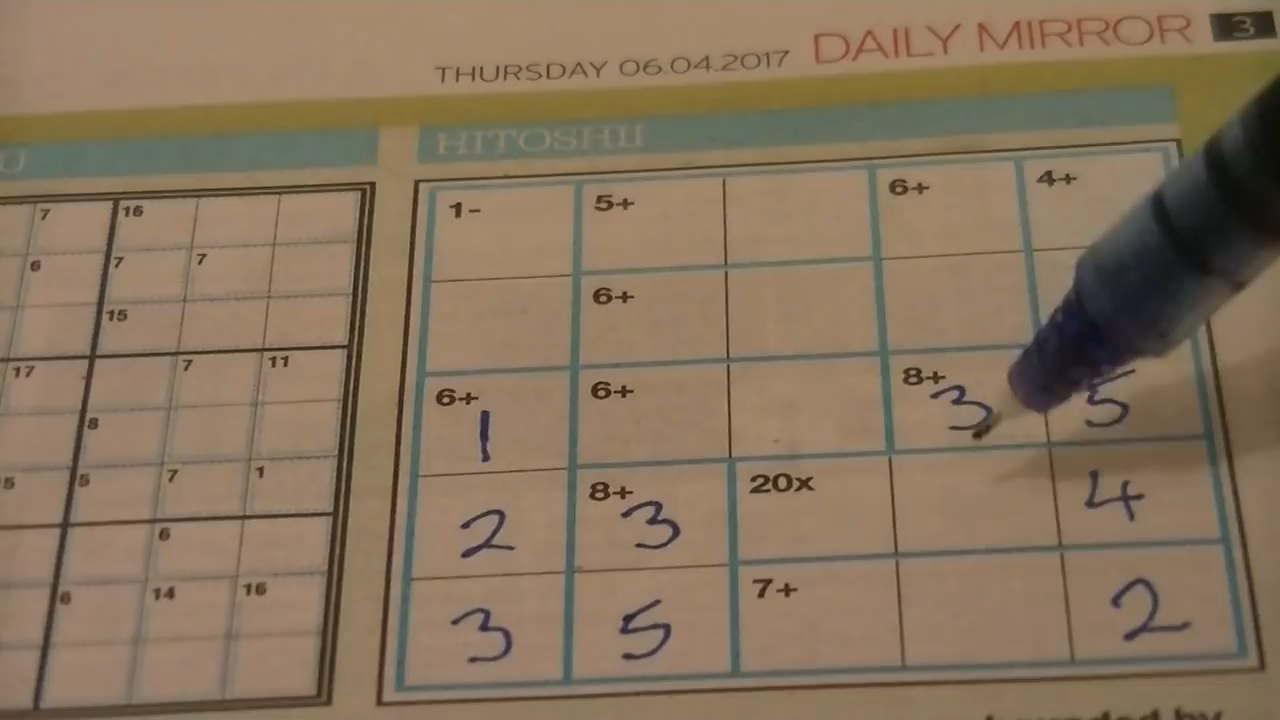 THURSDAY 06.04.2017 DAILY MIRROR 3
U HITOSHII
7 16 1- 5+ 6+ 4+
6 7 7 6+
15
17 7 11 6+ 1 6+ 8+ 3 5
8
5 5 7 1 2 8+ 3 20x 4
6
6 14 16 3 5 7+ 2